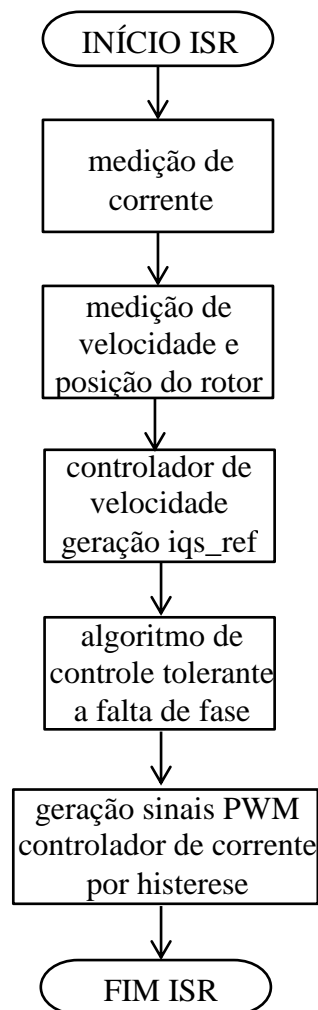 INÍCIO ISR
medição de
corrente
medição de
velocidade e
posição do rotor
controlador de
velocidade
geração iqs_ref
algoritmo de
controle tolerante
a falta de fase
geração sinais PWM
controlador de corrente
por histerese
FIM ISR